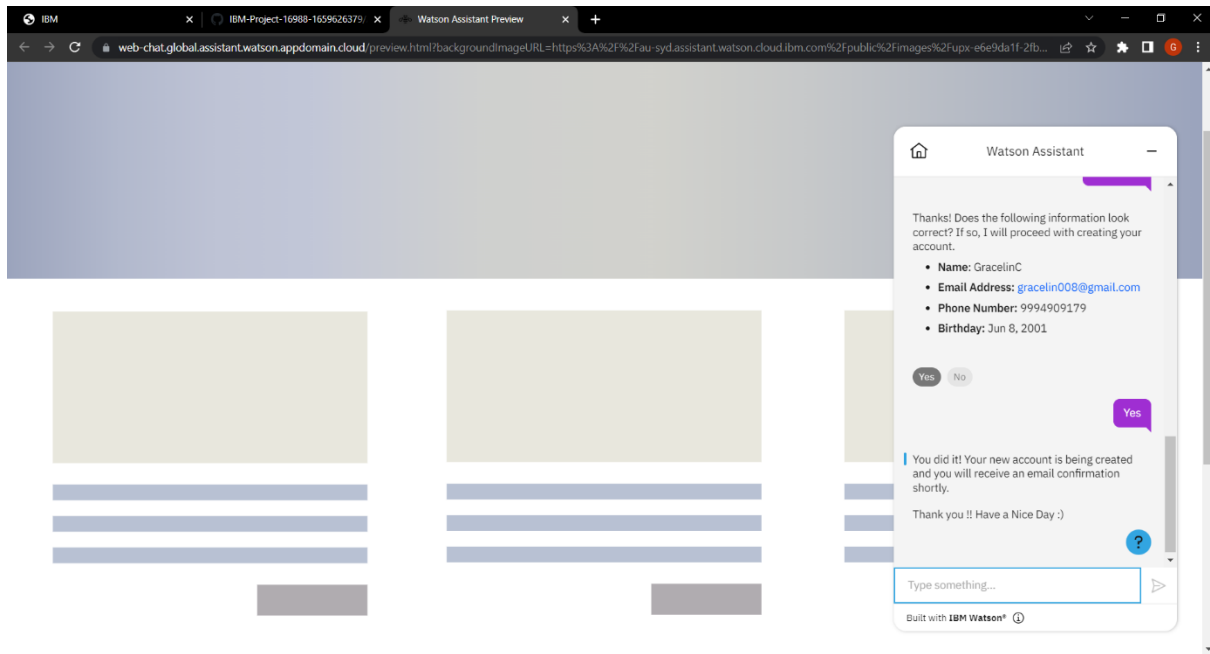 IBM
IBM-Project-16988-1659626379/
Watson Assistant Preview
web-chat.global.assistant.watson.appdomain.cloud/preview.html?backgroundImageURL=https%3A%2F%2Fau-syd.assistant.watson.cloud.ibm.com%2Fpublic%2Fimages%2Fupx-e6e9da1f-2fb...
G
Watson Assistant
Thanks! Does the following information look
correct? If so, I will proceed with creating your
account.
• Name: GracelinC
• Email Address: gracelin008@gmail.com
• Phone Number: 9994909179
• Birthday: Jun 8, 2001
Yes No
Yes
You did it! Your new account is being created
and you will receive an email confirmation
shortly.
Thank you !! Have a Nice Day :)
?
Type something...
Built with IBM Watson®